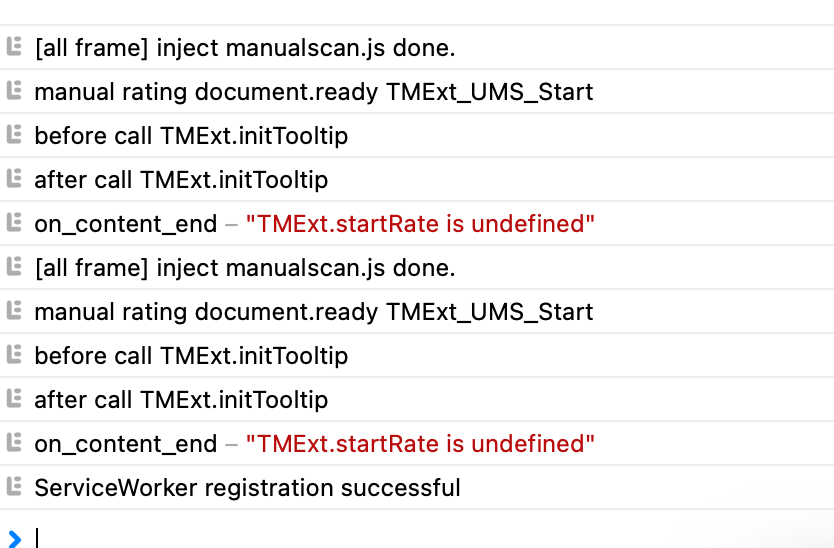 [all frame] inject manualscan.js done.
manual rating document.ready TMExt_UMS_Start
before call TMExt.initTooltip
after call TMExt.initTooltip
on_content_end – "TMExt.startRate is undefined"
[all frame] inject manualscan.js done.
manual rating document.ready TMExt_UMS_Start
before call TMExt.initTooltip
after call TMExt.initTooltip
on_content_end – "TMExt.startRate is undefined"
ServiceWorker registration successful